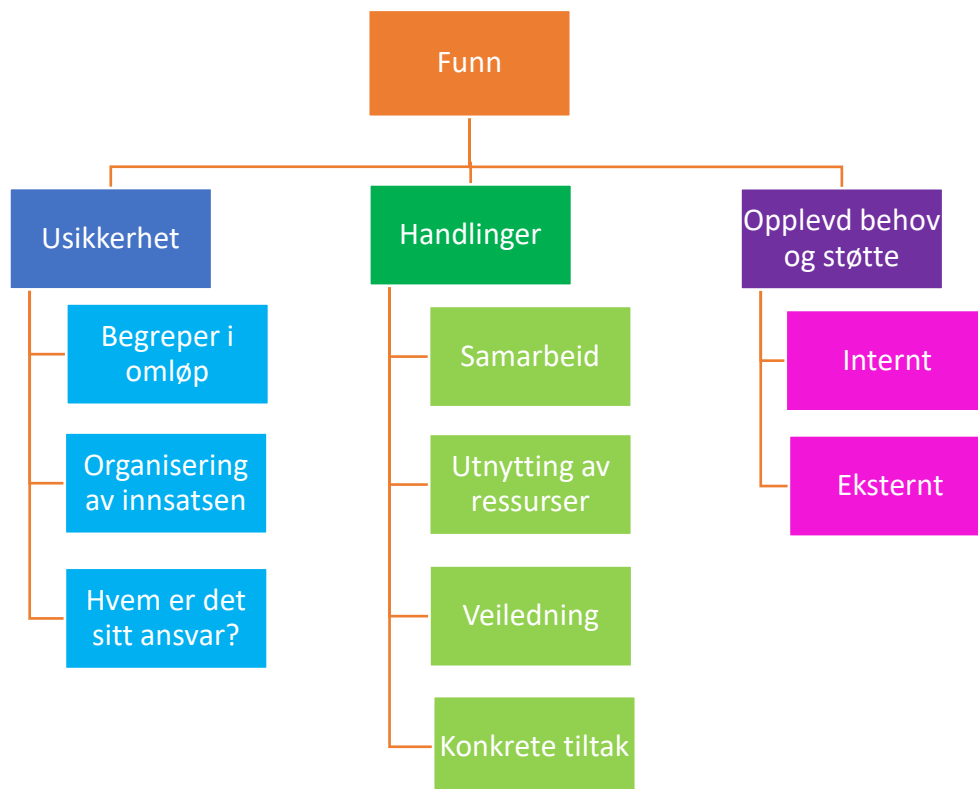 Funn
Usikkerhet
Begreper i
omløp
Organisering
av innsatsen
Hvem er det
sitt ansvar?
Handlinger
Samarbeid
Utnytting av
ressurser
Veiledning
Konkrete tiltak
Opplevd behov
og støtte
Internt
Eksternt